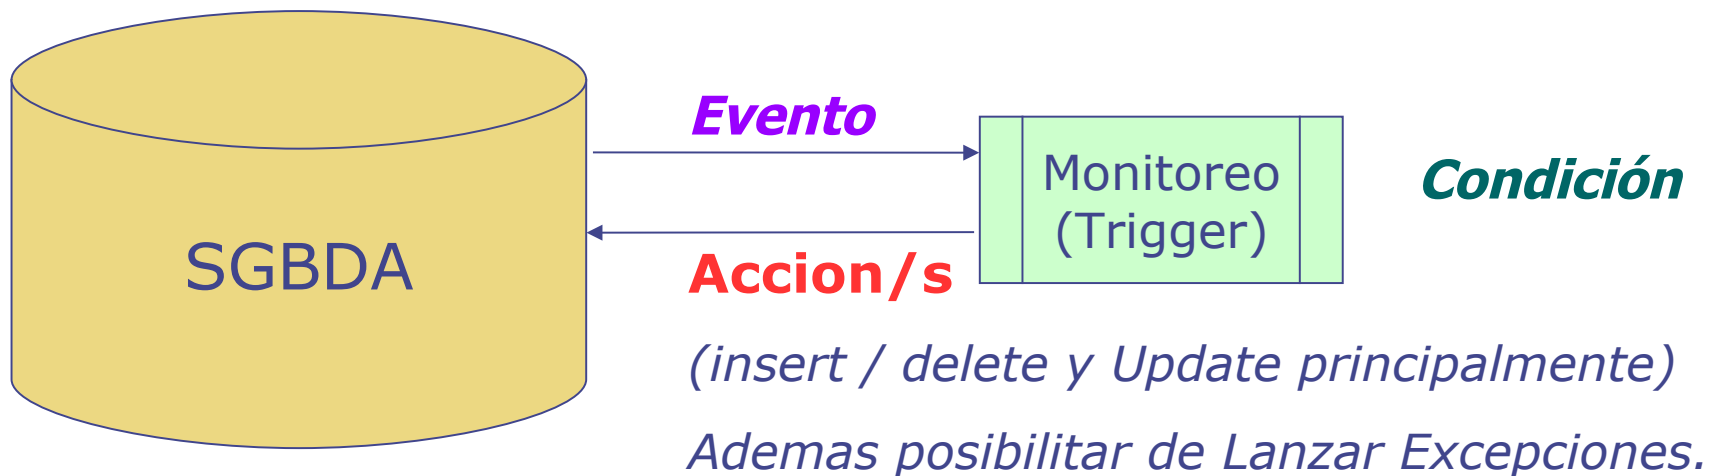 SGBDA
Evento
Monitoreo
(Trigger)
Condición
Accion/s
(insert / delete y Update principalmente)
Ademas posibilitar de Lanzar Excepciones.